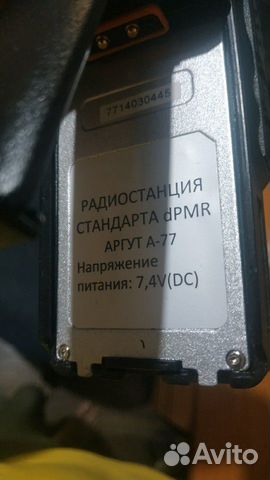 7714030445
РАДИОСТАНЦИЯ
СТАНДАРТА dPMR
АРГУТ А-77
Напряжение
питания: 7,4V(DC)
Avito